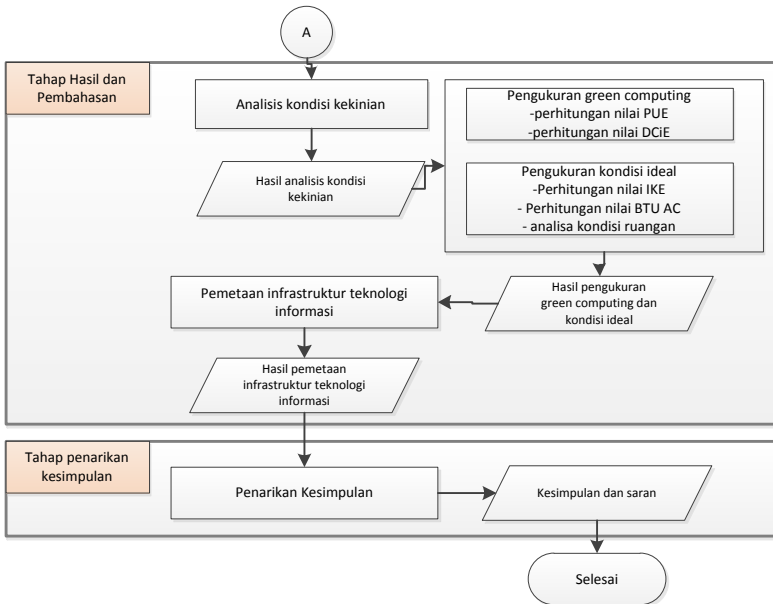 A
Tahap Hasil dan
Pembahasan
Analisis kondisi kekinian
Hasil analisis kondisi
kekinian
Pengukuran green computing
-perhitungan nilai PUE
-perhitungan nilai DCiE
Pengukuran kondisi ideal
-Perhitungan nilai IKE
- Perhitungan nilai BTU AC
- analisa kondisi ruangan
Hasil pengukuran
green computing dan
kondisi ideal
Pemetaan infrastruktur teknologi
informasi
Hasil pemetaan
infrastruktur teknologi
informasi
Tahap penarikan
kesimpulan
Penarikan Kesimpulan
Kesimpulan dan saran
Selesai